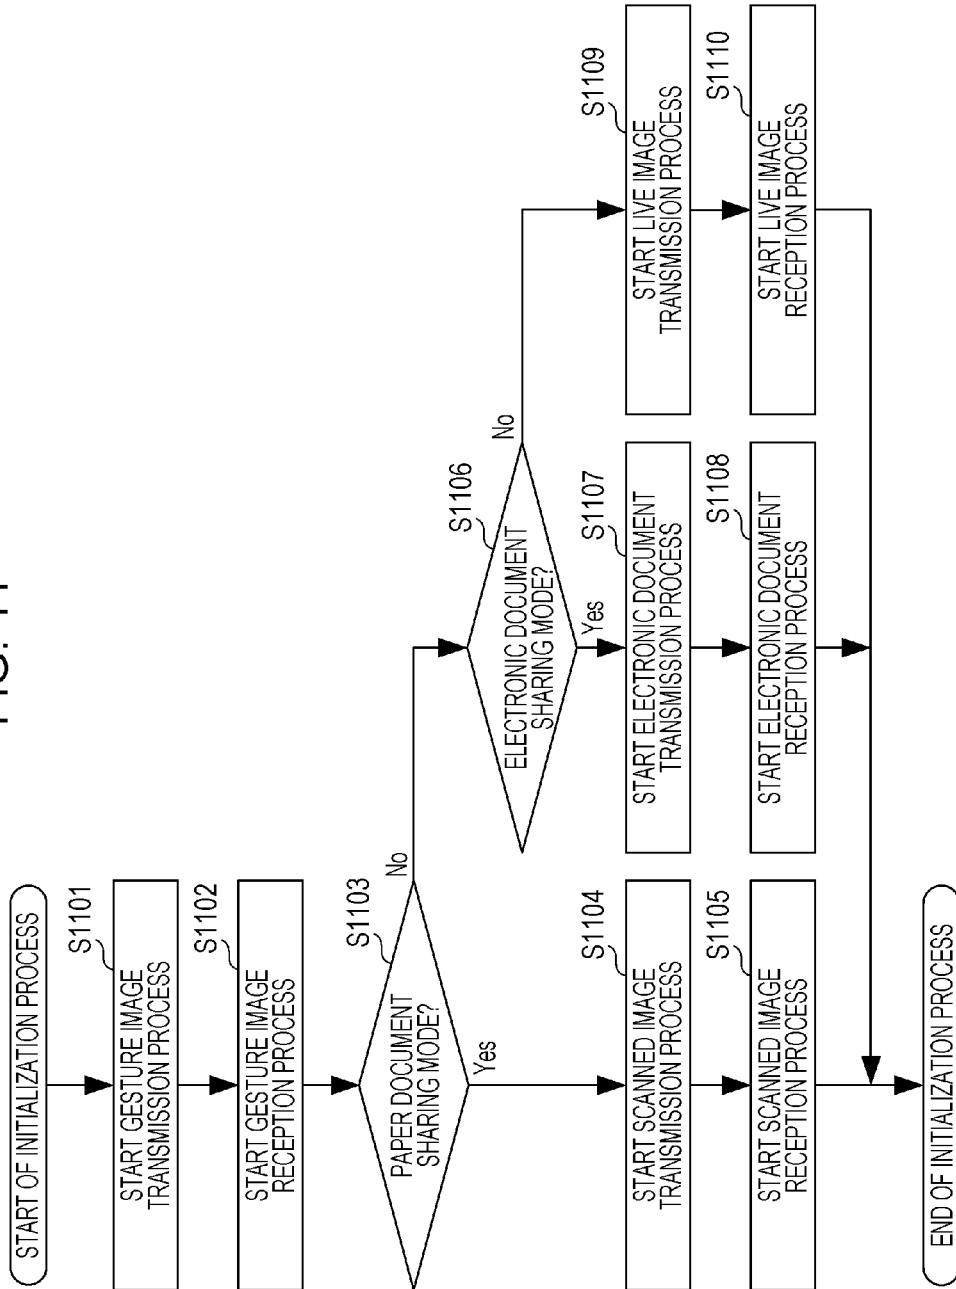 FIG. 11
START OF INITIALIZATION PROCESS
S1101
START GESTURE IMAGE
TRANSMISSION PROCESS
S1102
START GESTURE IMAGE
RECEPTION PROCESS
S1103
PAPER DOCUMENT
SHARING MODE?
No
Yes
S1106
ELECTRONIC DOCUMENT
SHARING MODE?
No
Yes
S1104
START SCANNED IMAGE
TRANSMISSION PROCESS
S1105
START SCANNED IMAGE
RECEPTION PROCESS
S1107
START ELECTRONIC DOCUMENT
TRANSMISSION PROCESS
S1108
START ELECTRONIC DOCUMENT
RECEPTION PROCESS
S1109
START LIVE IMAGE
TRANSMISSION PROCESS
S1110
START LIVE IMAGE
RECEPTION PROCESS
END OF INITIALIZATION PROCESS